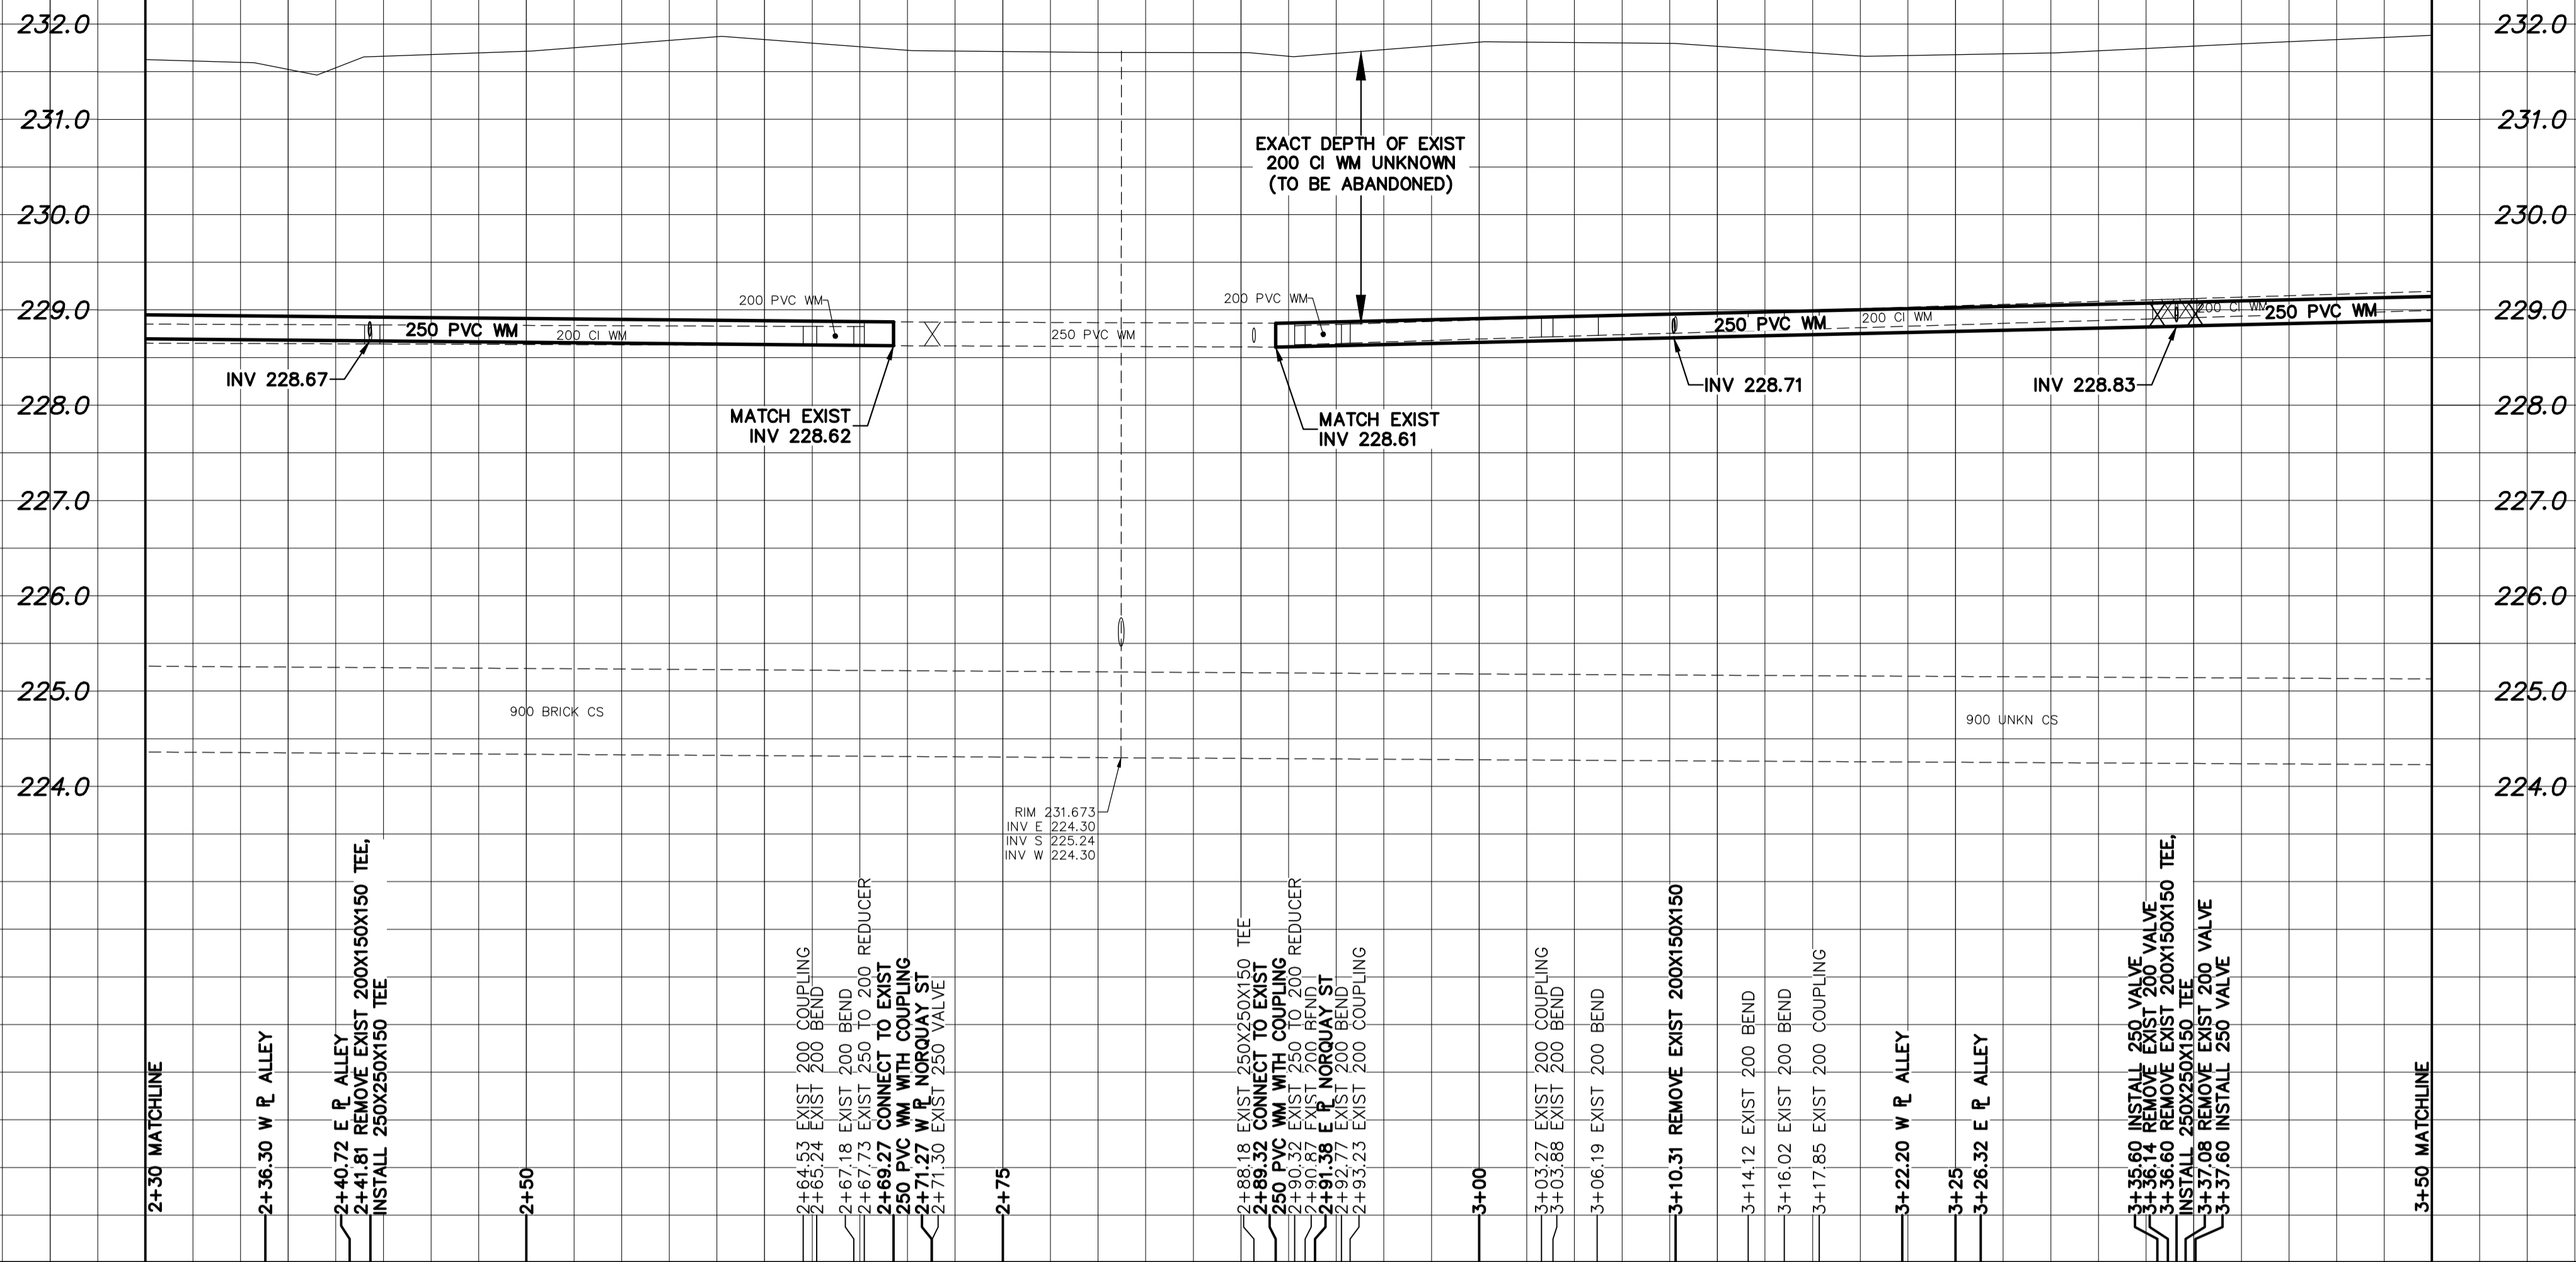 232.0
232.0
231.0
231.0
EXACT DEPTH OF EXIST
200 CI WM UNKNOWN
(TO BE ABANDONED)
230.0
230.0
229.0
229.0
200 PVC WM
200 PVC WM
250 PVC WM
200 CI WM
250 PVC WM
250 PVC WM
200 CI WM
200 CI WM
250 PVC WM
INV 228.67
INV 228.71
INV 228.83
228.0
228.0
MATCH EXIST
INV 228.62
MATCH EXIST
INV 228.61
227.0
227.0
226.0
226.0
225.0
225.0
900 BRICK CS
900 UNKN CS
224.0
224.0
RIM 231.673
INV E 224.30
INV S 225.24
INV W 224.30
2+30 MATCHLINE
2+36.30 W PL ALLEY
2+40.72 E PL ALLEY
2+41.81 REMOVE EXIST 200X150X150 TEE,
INSTALL 250X250X150 TEE
2+50
2+64.53 EXIST 200 COUPLING
2+65.24 EXIST 200 BEND
2+67.18 EXIST 200 BEND
2+67.73 EXIST 250 TO 200 REDUCER
2+69.27 CONNECT TO EXIST
250 PVC WM WITH COUPLING
2+71.27 W PL NORQUAY ST
2+71.30 EXIST 250 VALVE
2+75
2+88.18 EXIST 250X250X150 TEE
2+89.32 CONNECT TO EXIST
250 PVC WM WITH COUPLING
2+90.32 EXIST 250 TO 200 REDUCER
2+90.87 EXIST 200 BEND
2+91.38 E PL NORQUAY ST
2+92.77 EXIST 200 BEND
2+93.23 EXIST 200 COUPLING
3+00
3+03.27 EXIST 200 COUPLING
3+03.88 EXIST 200 BEND
3+06.19 EXIST 200 BEND
3+10.31 REMOVE EXIST 200X150X150
3+14.12 EXIST 200 BEND
3+16.02 EXIST 200 BEND
3+17.85 EXIST 200 COUPLING
3+22.20 W PL ALLEY
3+25
3+26.32 E PL ALLEY
3+35.60 INSTALL 250 VALVE
3+36.14 REMOVE EXIST 200 VALVE
3+36.60 REMOVE EXIST 200X150X150 TEE,
INSTALL 250X250X150 TEE
3+37.08 REMOVE EXIST 200 VALVE
3+37.60 INSTALL 250 VALVE
3+50 MATCHLINE